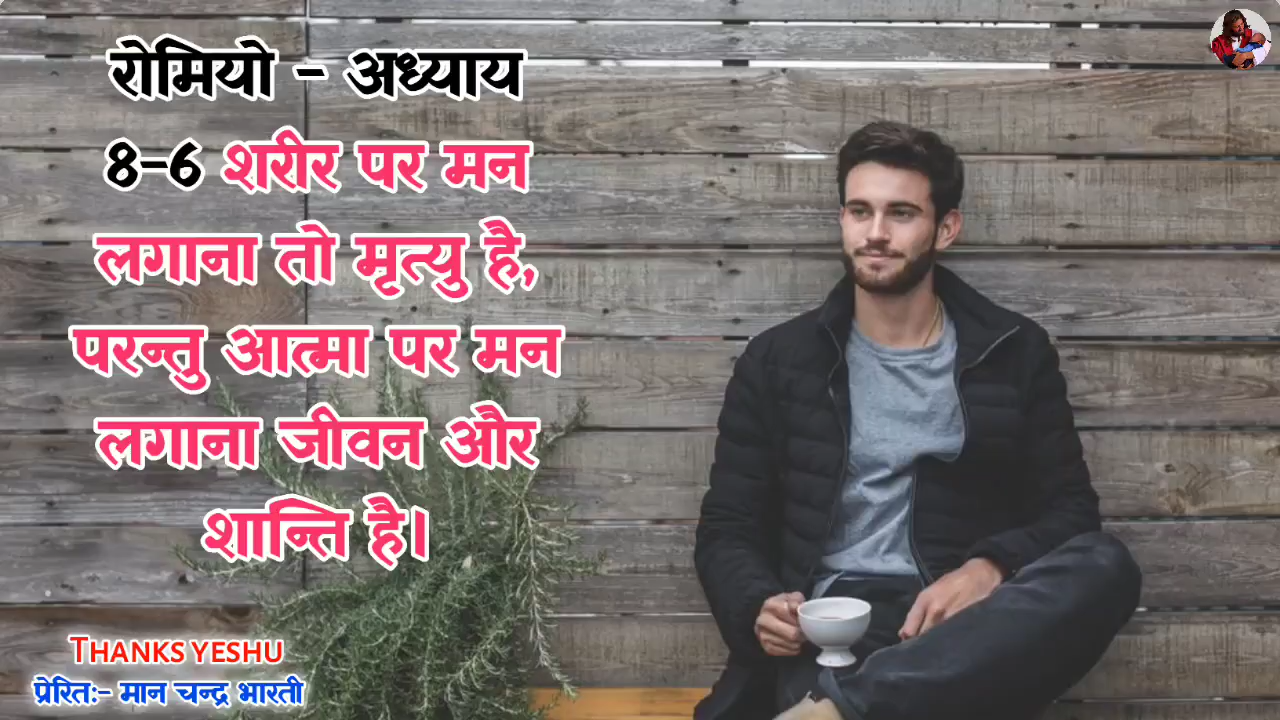 रोमियो - अध्याय
8-6 शरीर पर मन
लगाना तो मृत्यु है,
परन्तु आत्मा पर मन
लगाना जीवन और
शान्ति है।
THANKS YESHU
प्रेरितः- मान चन्द्र भारती